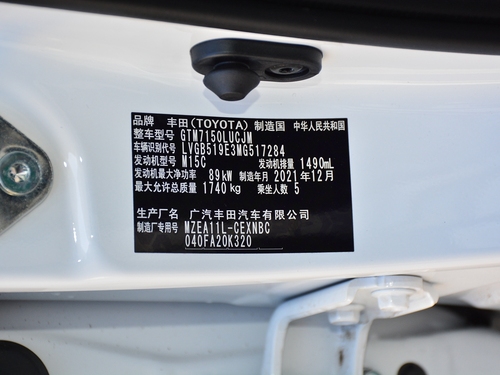 品牌 丰田(TOYOTA) 制造国 中华人民共和国
整车型号 GTM7150LUCJM
车辆识别代号 LVGB519E3MG517284
发动机型号 M15C 发动机排量 1490mL
发动机最大净功率 89kW 制造年月 2021年12月
最大允许总质量 1740kg 乘坐人数 5
生产厂名 广汽丰田汽车有限公司
制造厂专用号 MZEA11L-CEXNBC
040FA20K320